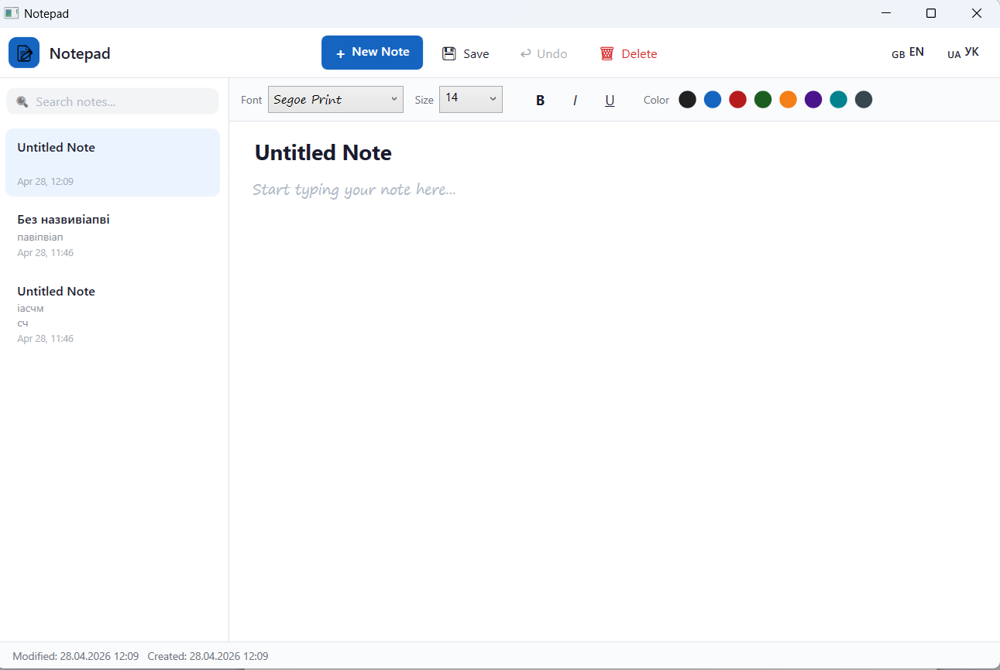 Notepad
Notepad
+ New Note
Save
↩ Undo
Delete
GB EN
UA УК
Search notes...
Font
Segoe Print
Size
14
B
I
U
Color
Untitled Note
Apr 28, 12:09
Без назвивіапві
павіпвіап
Apr 28, 11:46
Untitled Note
іасчм
сч
Apr 28, 11:46
Untitled Note
Start typing your note here...
Modified: 28.04.2026 12:09 Created: 28.04.2026 12:09